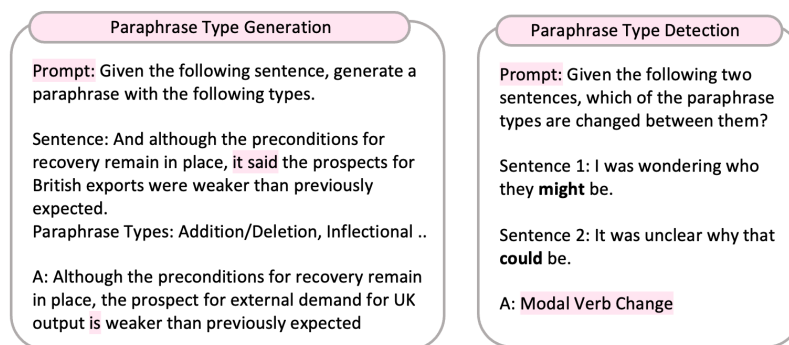 Paraphrase Type Generation
Prompt: Given the following sentence, generate a
paraphrase with the following types.
Sentence: And although the preconditions for
recovery remain in place, it said the prospects for
British exports were weaker than previously
expected.
Paraphrase Types: Addition/Deletion, Inflectional ..
A: Although the preconditions for recovery remain
in place, the prospect for external demand for UK
output is weaker than previously expected
Paraphrase Type Detection
Prompt: Given the following two
sentences, which of the paraphrase
types are changed between them?
Sentence 1: I was wondering who
they might be.
Sentence 2: It was unclear why that
could be.
A: Modal Verb Change